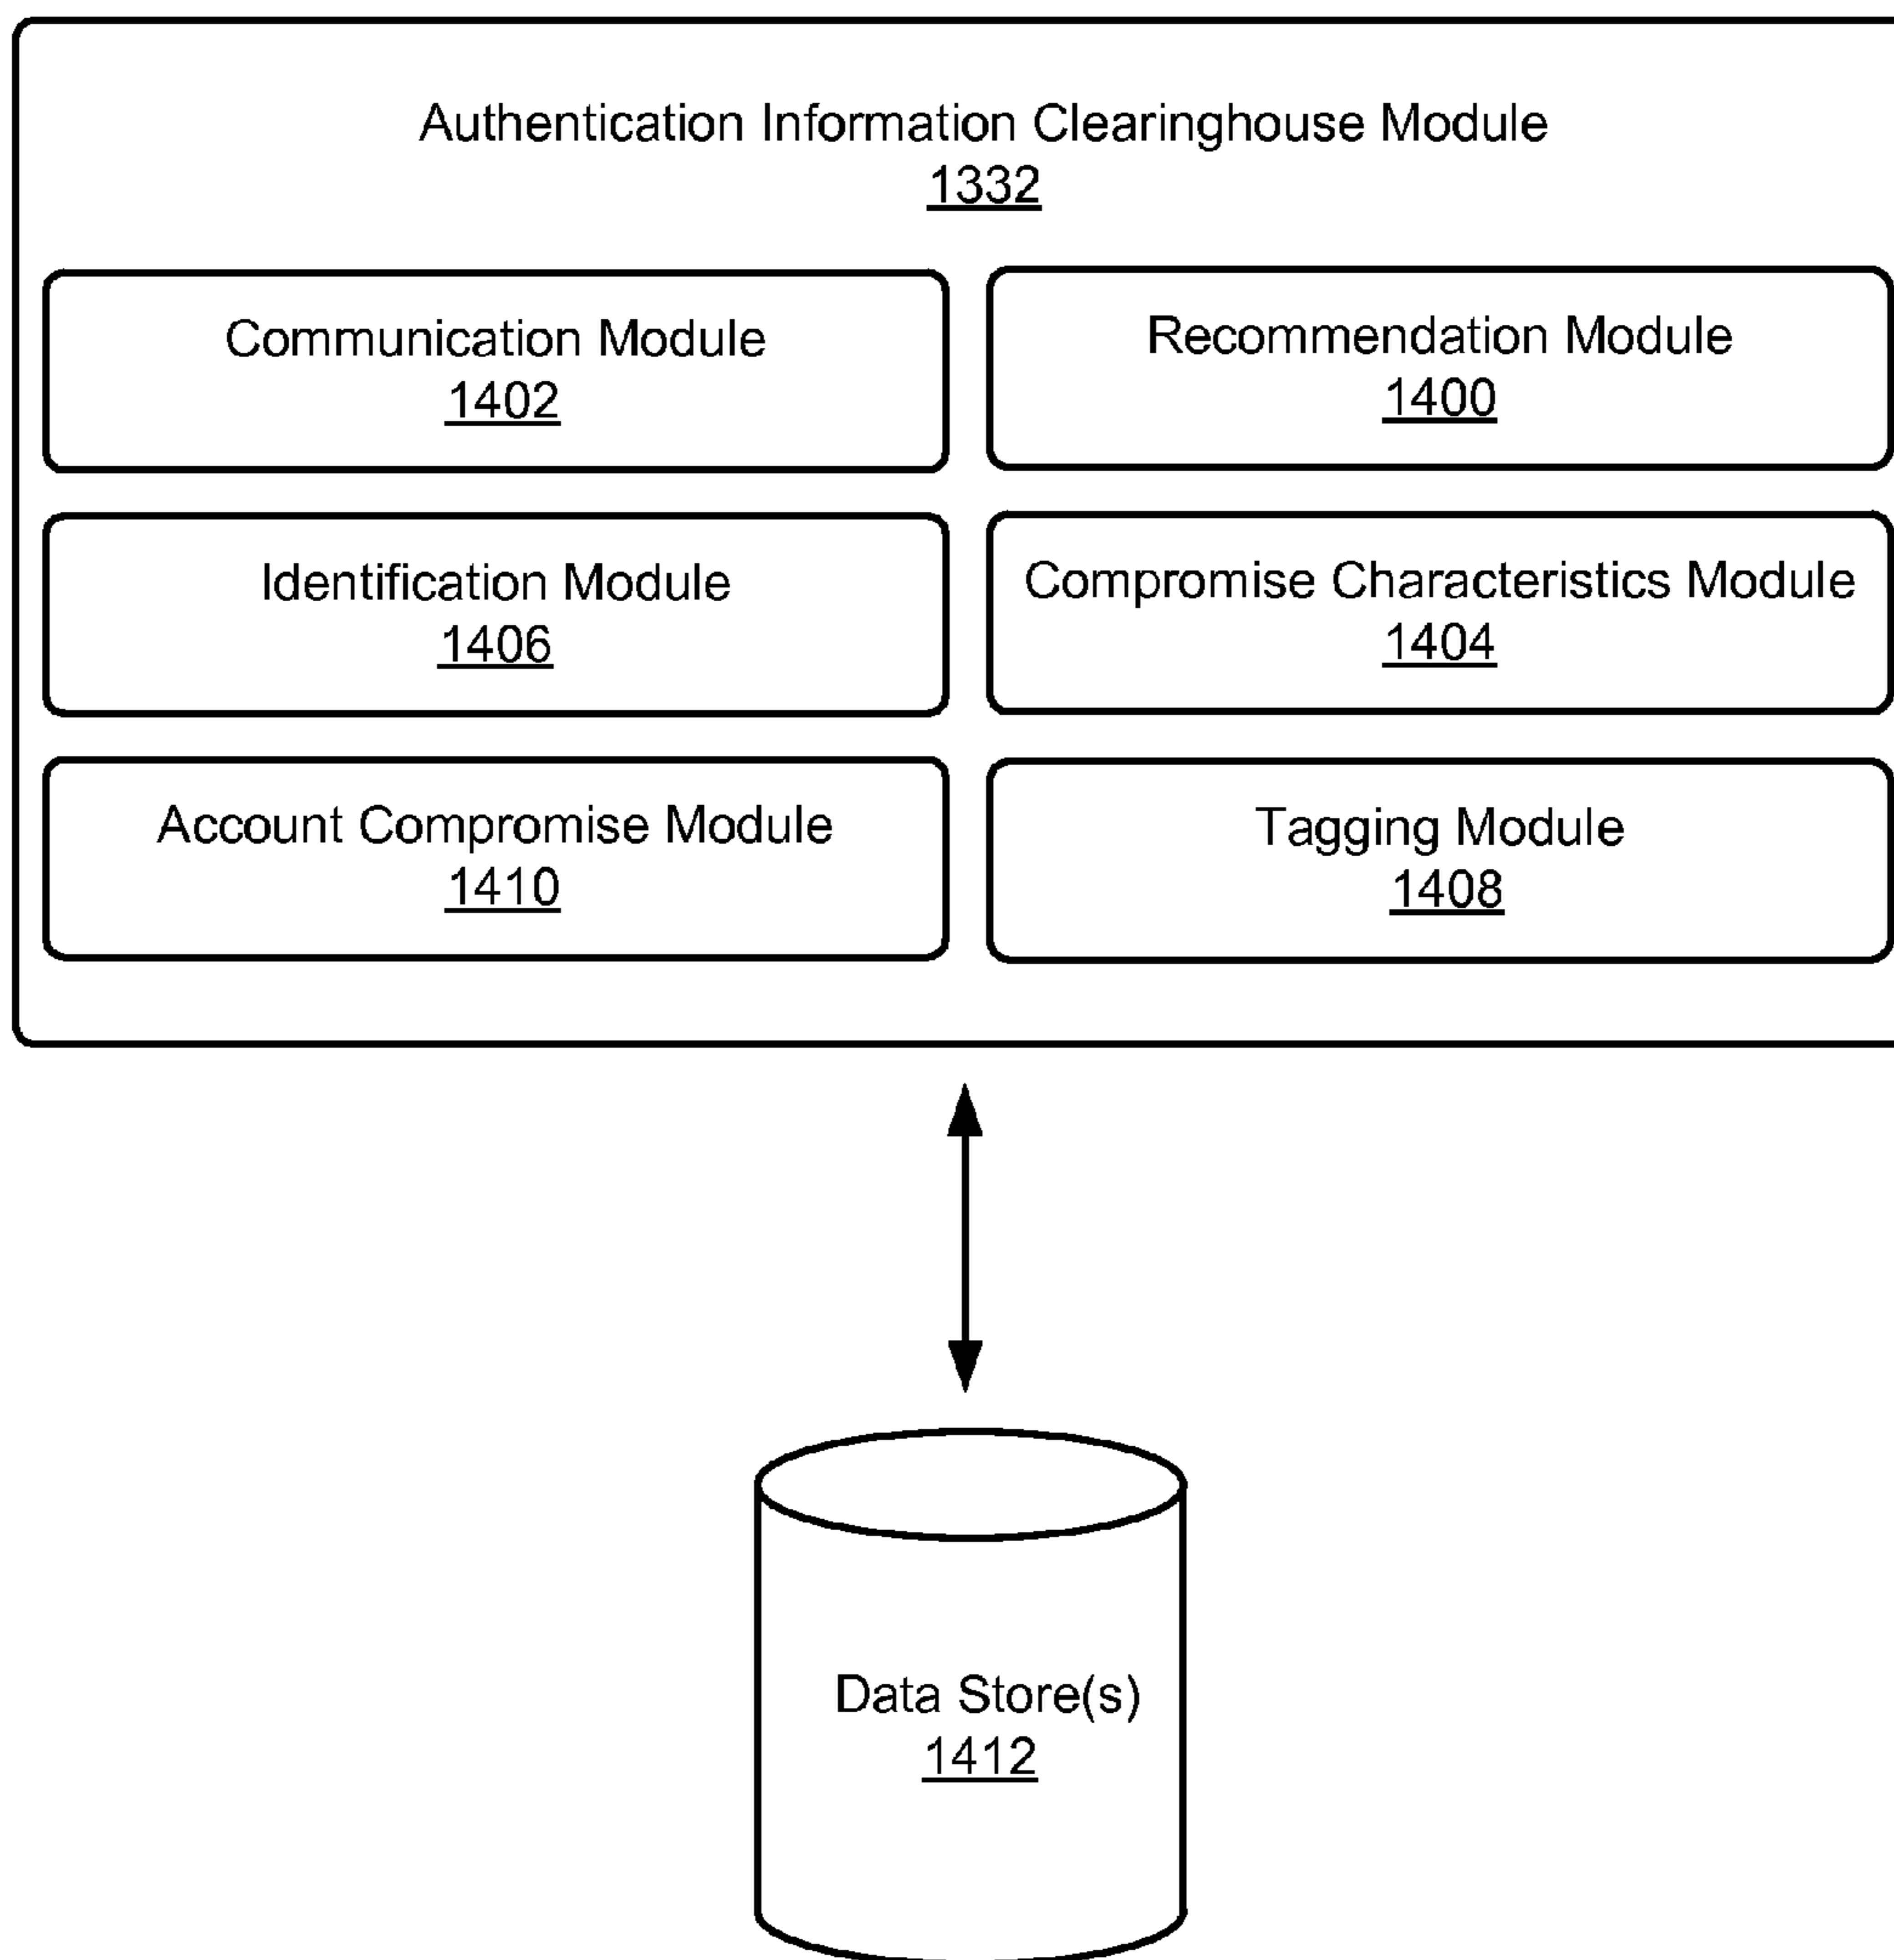 Authentication Information Clearinghouse Module
1332
Communication Module
1402
Recommendation Module
1400
Identification Module
1406
Compromise Characteristics Module
1404
Account Compromise Module
1410
Tagging Module
1408
Data Store(s)
1412